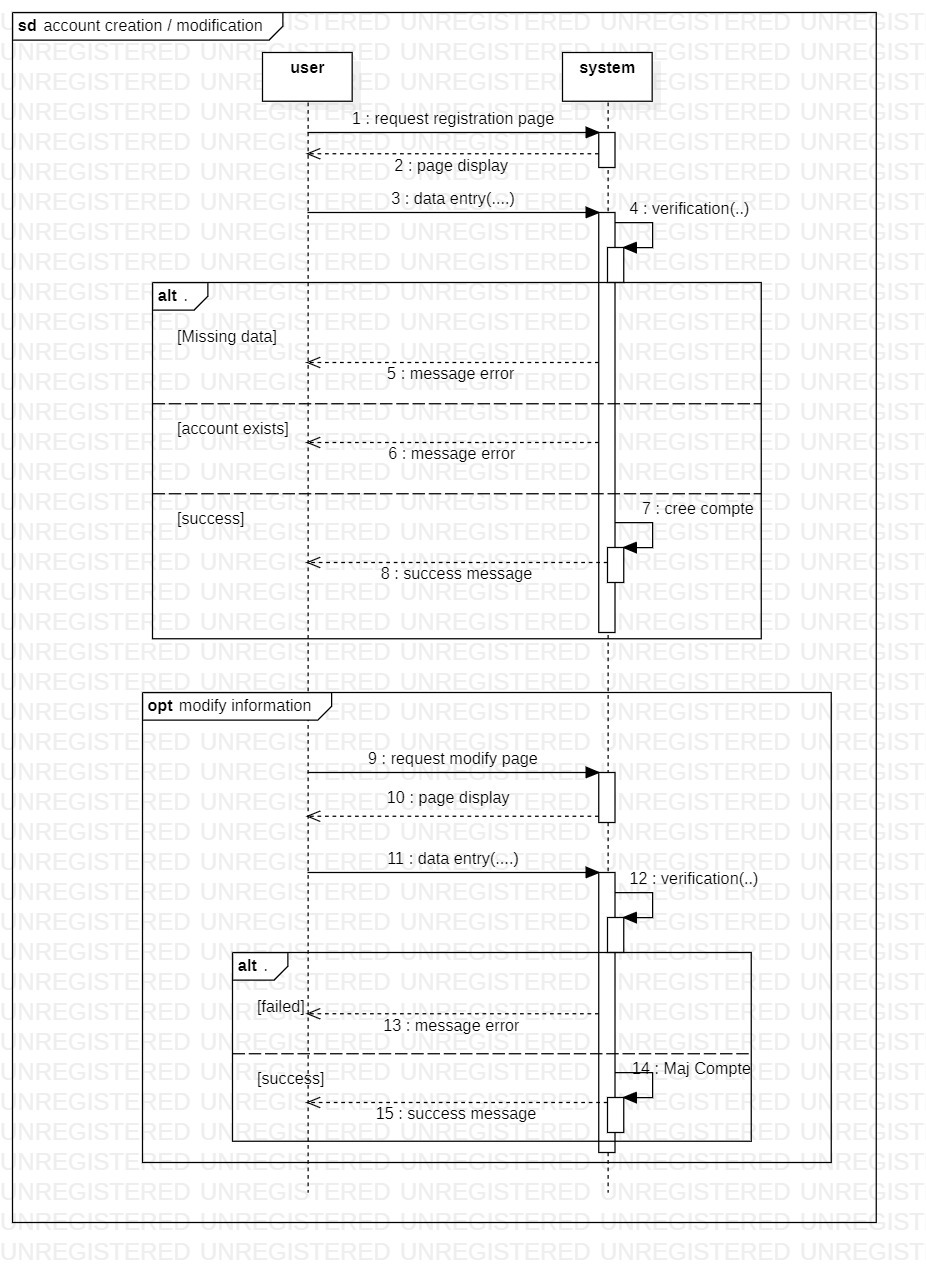 sd account creation / modification
user
system
1 : request registration page
2 : page display
3 : data entry(....)
4 : verification(..)
alt .
[Missing data]
5 : message error
[account exists]
6 : message error
[success]
7 : cree compte
8 : success message
opt modify information
9 : request modify page
10 : page display
11 : data entry(....)
12 : verification(..)
alt .
[failed]
13 : message error
14 : Maj Compte
[success]
15 : success message
UNREGISTERED